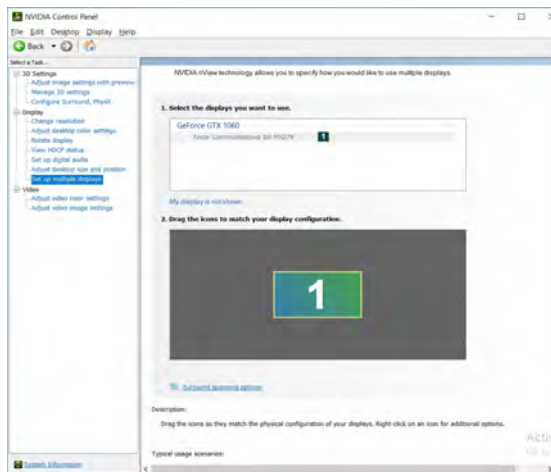 NVIDIA Control Panel
File Edit Desktop Display Help
Back
Select a Task...
3D Settings
Adjust image settings with preview
Manage 3D settings
Configure Surround, PhysX
Display
Change resolution
Adjust desktop color settings
Rotate display
View HDCP status
Set up digital audio
Adjust desktop size and position
Set up multiple displays
Video
Adjust video color settings
Adjust video image settings
System Information
NVIDIA nView technology allows you to specify how you would like to use multiple displays
1. Select the displays you want to use.
GeForce GTX 1060
1
My display is not shown
2. Drag the icons to match your display configuration.
1
Surround spanning options
Description:
Drag the icons so they match the physical configuration of your displays. Right-click on an icon for additional options.
Typical usage scenarios: